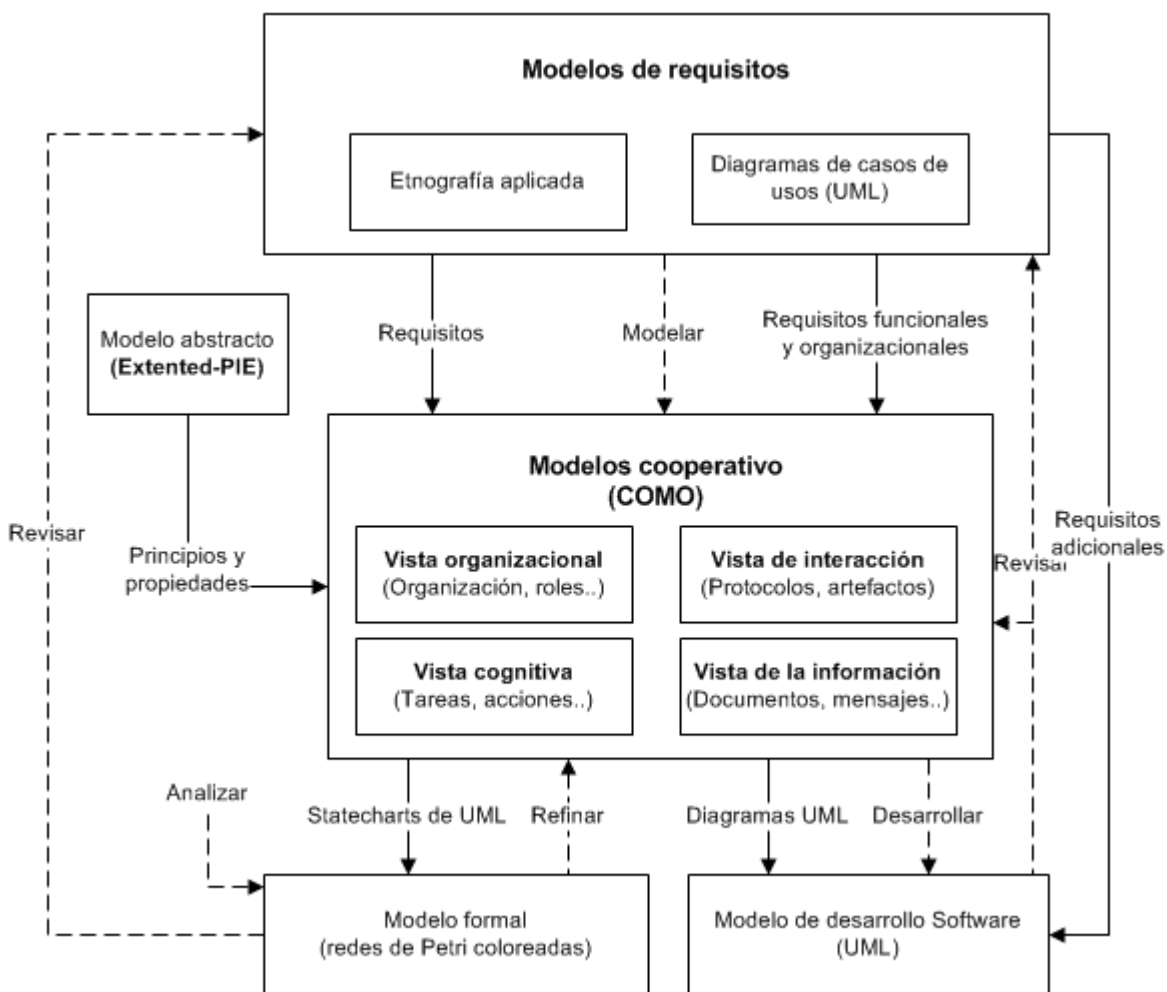 Modelos de requisitos
Etnografía aplicada
Diagramas de casos de
usos (UML)
Modelo abstracto
(Extented-PIE)
Requisitos
Modelar
Requisitos funcionales
y organizacionales
Modelos cooperativo
(COMO)
Revisar
Principios y
propiedades
Vista organizacional
(Organización, roles..)
Vista de interacción
(Protocolos, artefactos)
Requisitos
adicionales
Revisar
Vista cognitiva
(Tareas, acciones..)
Vista de la información
(Documentos, mensajes..)
Analizar
Statecharts de UML
Refinar
Diagramas UML
Desarrollar
Modelo formal
(redes de Petri coloreadas)
Modelo de desarrollo Software
(UML)